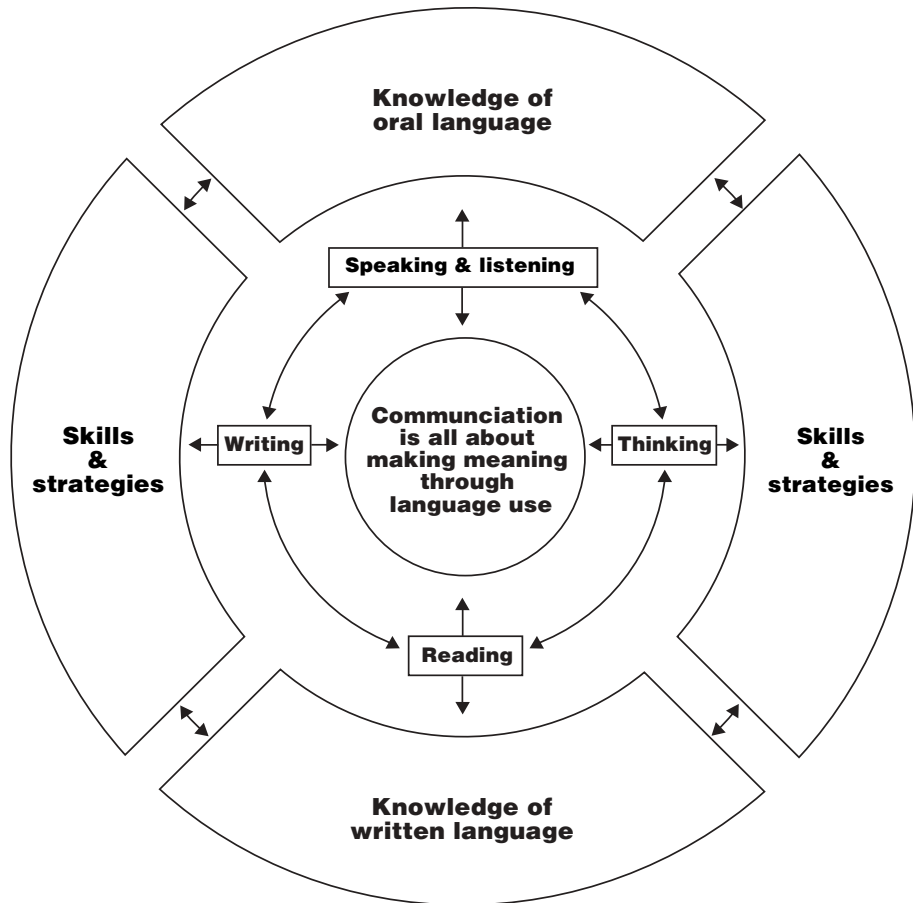 Knowledge of
oral language
Speaking & listening
Skills
&
strategies
Writing
Communciation
is all about
making meaning
through
language use
Thinking
Skills
&
strategies
Reading
Knowledge of
written language